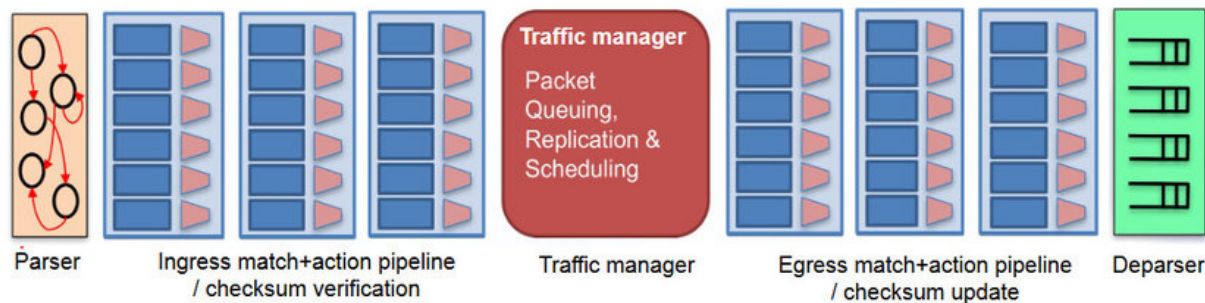 Traffic manager
Packet
Queuing,
Replication &
Scheduling
Parser
Ingress match+action pipeline
/ checksum verification
Traffic manager
Egress match+action pipeline
/ checksum update
Deparser